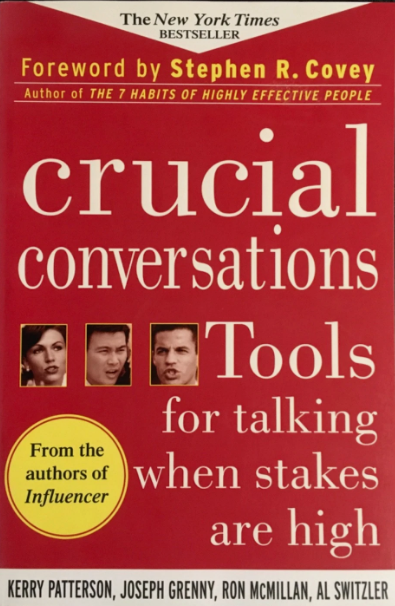 The New York Times
BESTSELLER
Foreword by Stephen R. Covey
Author of THE 7 HABITS OF HIGHLY EFFECTIVE PEOPLE
crucial
conversations
Tools
for talking
when stakes
are high
From the
authors of
Influencer
KERRY PATTERSON, JOSEPH GRENNY, RON McMILLAN, AL SWITZLER